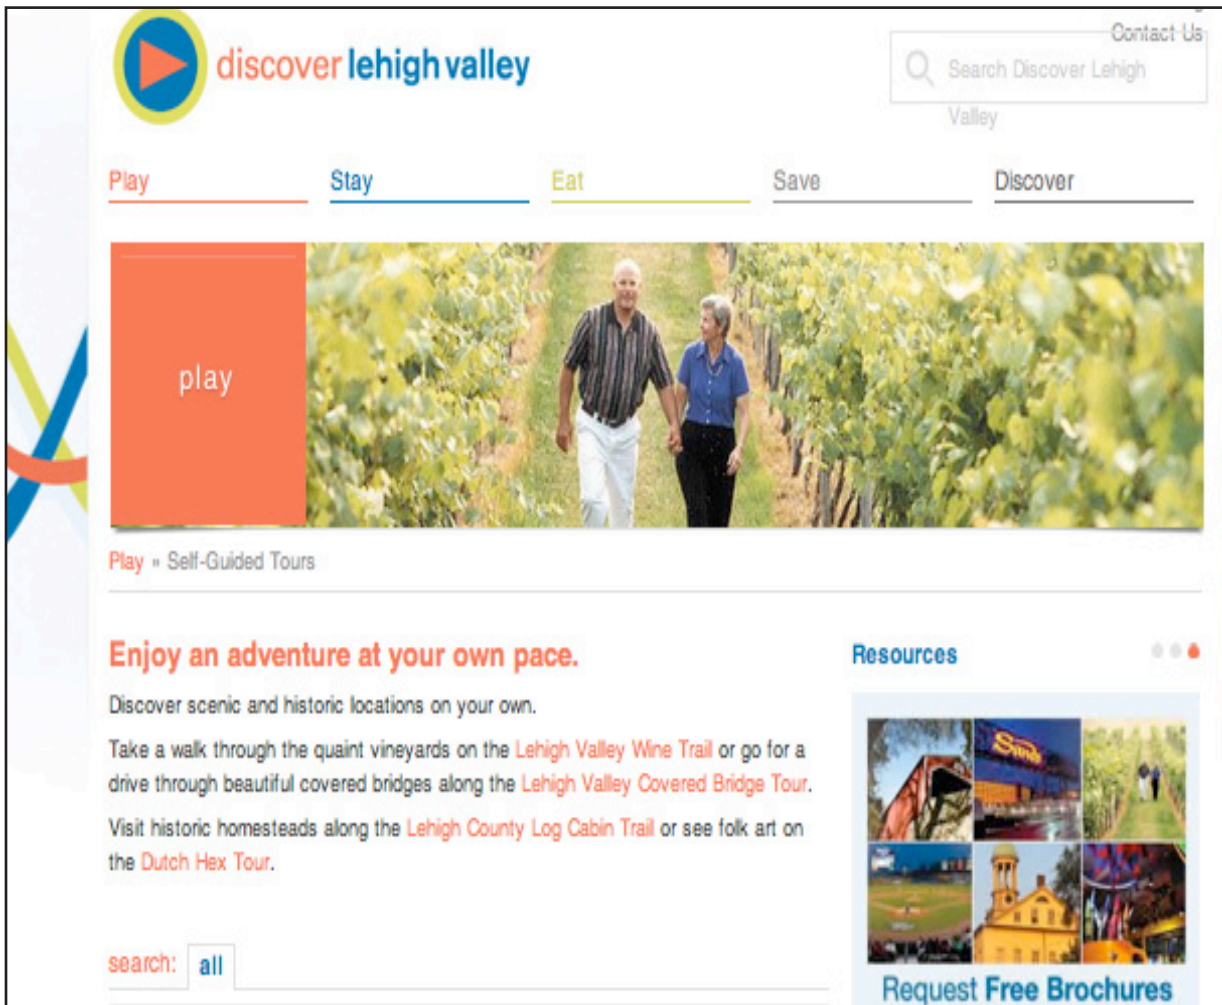 Contact Us
discover lehigh valley
Search Discover Lehigh
Valley
Play Stay Eat Save Discover
play
Play » Self-Guided Tours
Enjoy an adventure at your own pace.
Discover scenic and historic locations on your own.
Take a walk through the quaint vineyards on the Lehigh Valley Wine Trail or go for a
drive through beautiful covered bridges along the Lehigh Valley Covered Bridge Tour.
Visit historic homesteads along the Lehigh County Log Cabin Trail or see folk art on
the Dutch Hex Tour.
search: all
Resources
Sands
Request Free Brochures